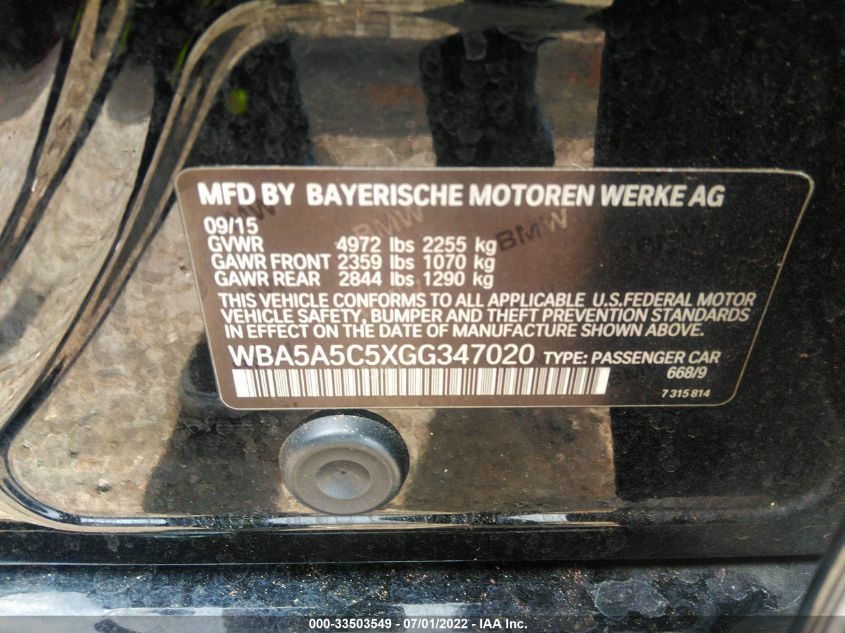 MFD BY BAYERISCHE MOTOREN WERKE AG
09/15
GVWR 4972 lbs 2255 kg
GAWR FRONT 2359 lbs 1070 kg
GAWR REAR 2844 lbs 1290 kg
THIS VEHICLE CONFORMS TO ALL APPLICABLE U.S.FEDERAL MOTOR
VEHICLE SAFETY, BUMPER AND THEFT PREVENTION STANDARDS
IN EFFECT ON THE DATE OF MANUFACTURE SHOWN ABOVE.
WBA5A5C5XGG347020 TYPE: PASSENGER CAR
668/9
7 315 814
BMW
BMW
BMW
000-33503549 - 07/01/2022 - IAA Inc.